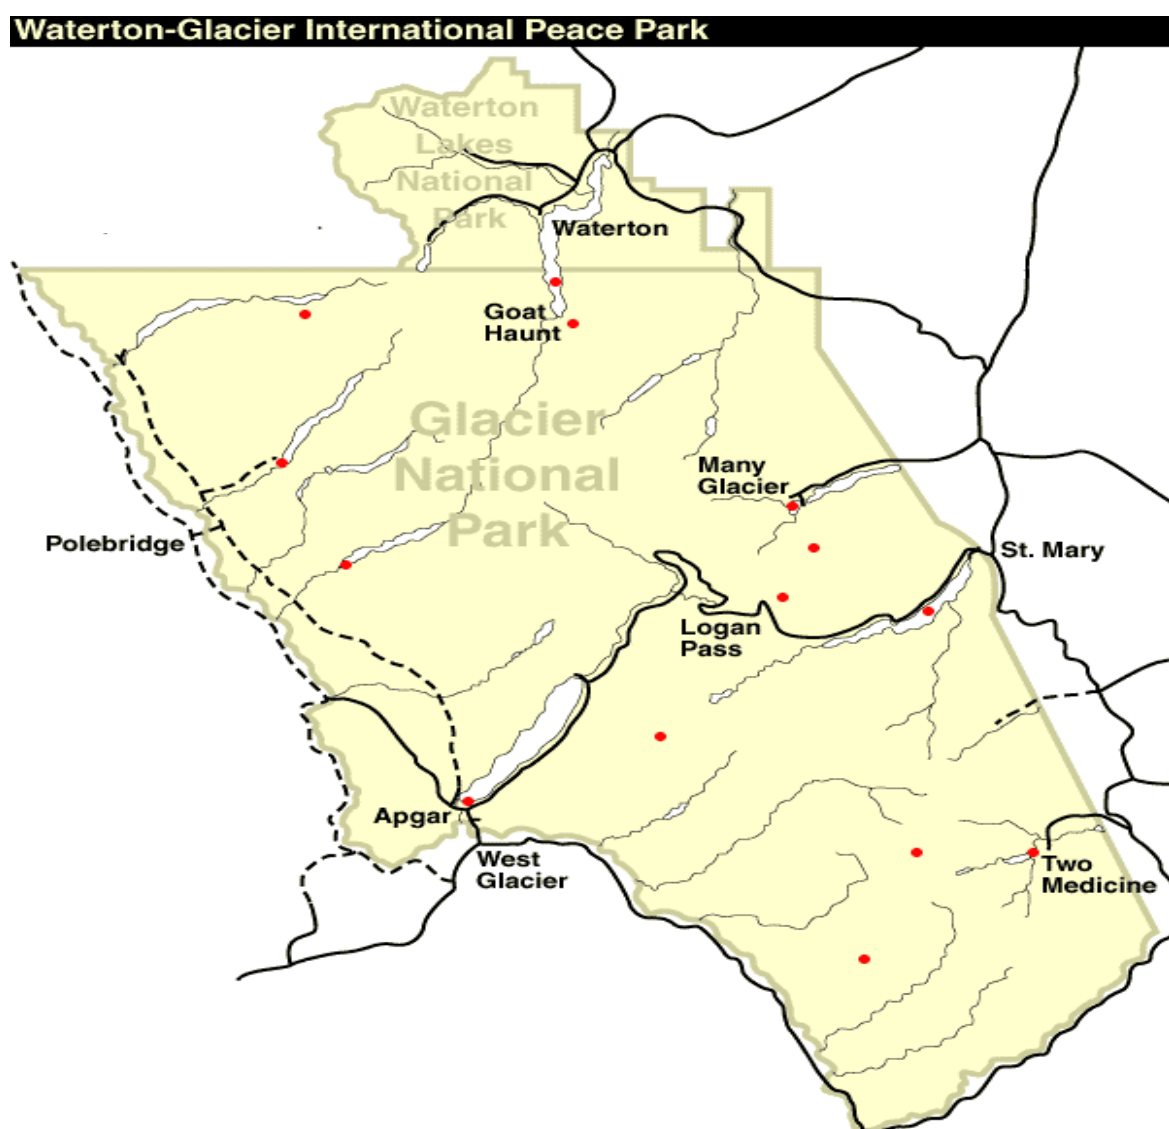 Waterton-Glacier International Peace Park
Waterton
Lakes
National
Park
Waterton
Goat
Haunt
Glacier
National
Park
Many
Glacier
Polebridge
St. Mary
Logan
Pass
Apgar
West
Glacier
Two
Medicine